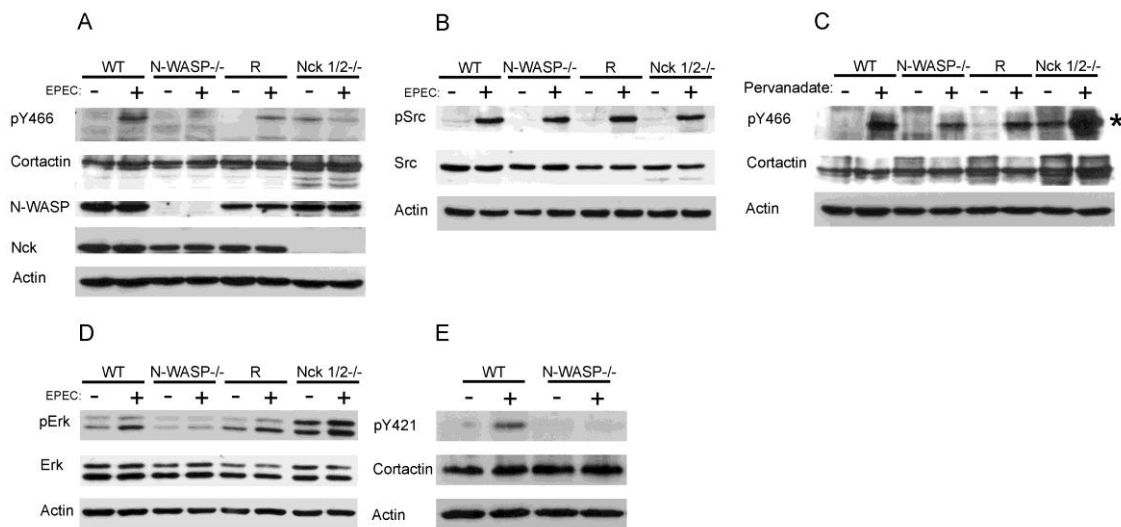 A
WT N-WASP-/- R Nck 1/2-/-
EPEC: - + - + - + - +
pY466
Cortactin
N-WASP
Nck
Actin
B
WT N-WASP-/- R Nck 1/2-/-
EPEC: - + - + - + - +
pSrc
Src
Actin
C
WT N-WASP-/- R Nck 1/2-/-
Pervanadate: - + - + - + - +
pY466 *
Cortactin
Actin
D
WT N-WASP-/- R Nck 1/2-/-
EPEC: - + - + - + - +
pErk
Erk
Actin
E
WT N-WASP-/-
EPEC: - + - +
pY421
Cortactin
Actin